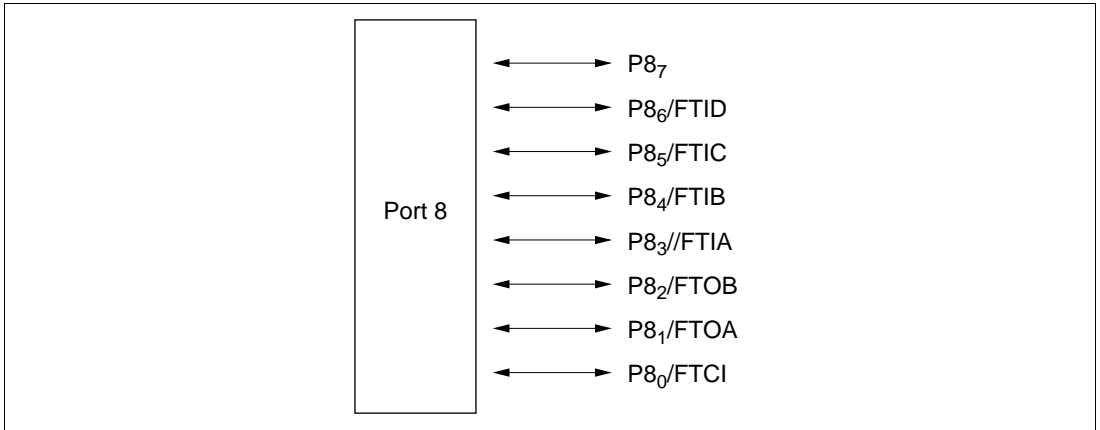 Port 8
P8₇
P8₆/FTID
P8₅/FTIC
P8₄/FTIB
P8₃//FTIA
P8₂/FTOB
P8₁/FTOA
P8₀/FTCI